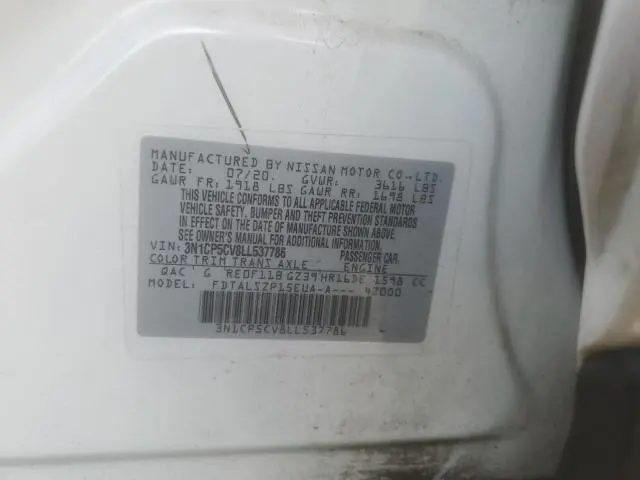 MANUFACTURED BY NISSAN MOTOR CO.,LTD.
DATE: 07/20. GVWR: 3616 LBS
GAWR FR: 1918 LBS GAWR RR: 1698 LBS
THIS VEHICLE CONFORMS TO ALL APPLICABLE FEDERAL MOTOR
VEHICLE SAFETY, BUMPER AND THEFT PREVENTION STANDARDS
IN EFFECT ON THE DATE OF MANUFACTURE SHOWN ABOVE.
SEE OWNER'S MANUAL FOR ADDITIONAL INFORMATION.
VIN: 3N1CP5CV8LL537786 PASSENGER CAR.
COLOR TRIM TRANS AXLE ENGINE
QAC G RE0F11B GZ39 HR16DE 1598 CC
FDTALSZP15EUA-A--- 42000
3N1CP5CV8LL537786